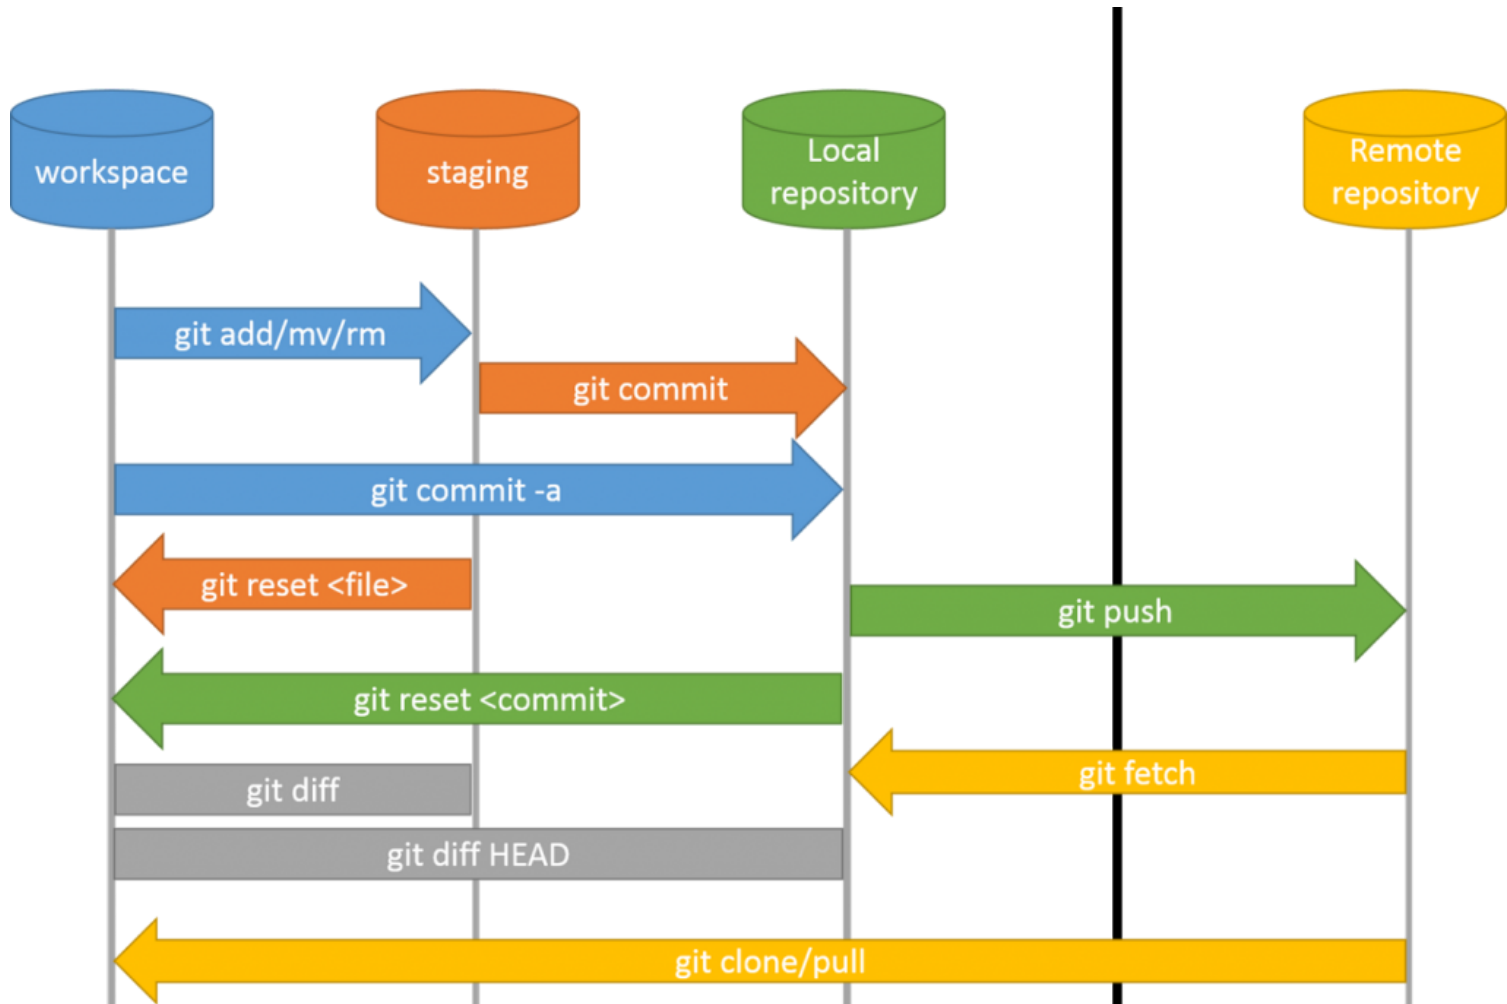 workspace
staging
Local
repository
Remote
repository
git add/mv/rm
git commit
git commit -a
git reset <file>
git push
git reset <commit>
git fetch
git diff
git diff HEAD
git clone/pull